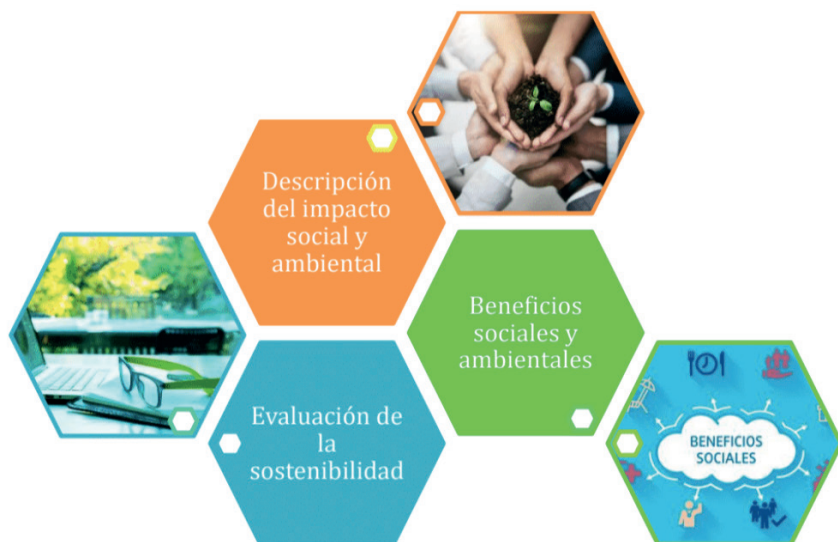 Descripción
del impacto
social y
ambiental
Beneficios
sociales y
ambientales
Evaluación de
la
sostenibilidad
BENEFICIOS
SOCIALES